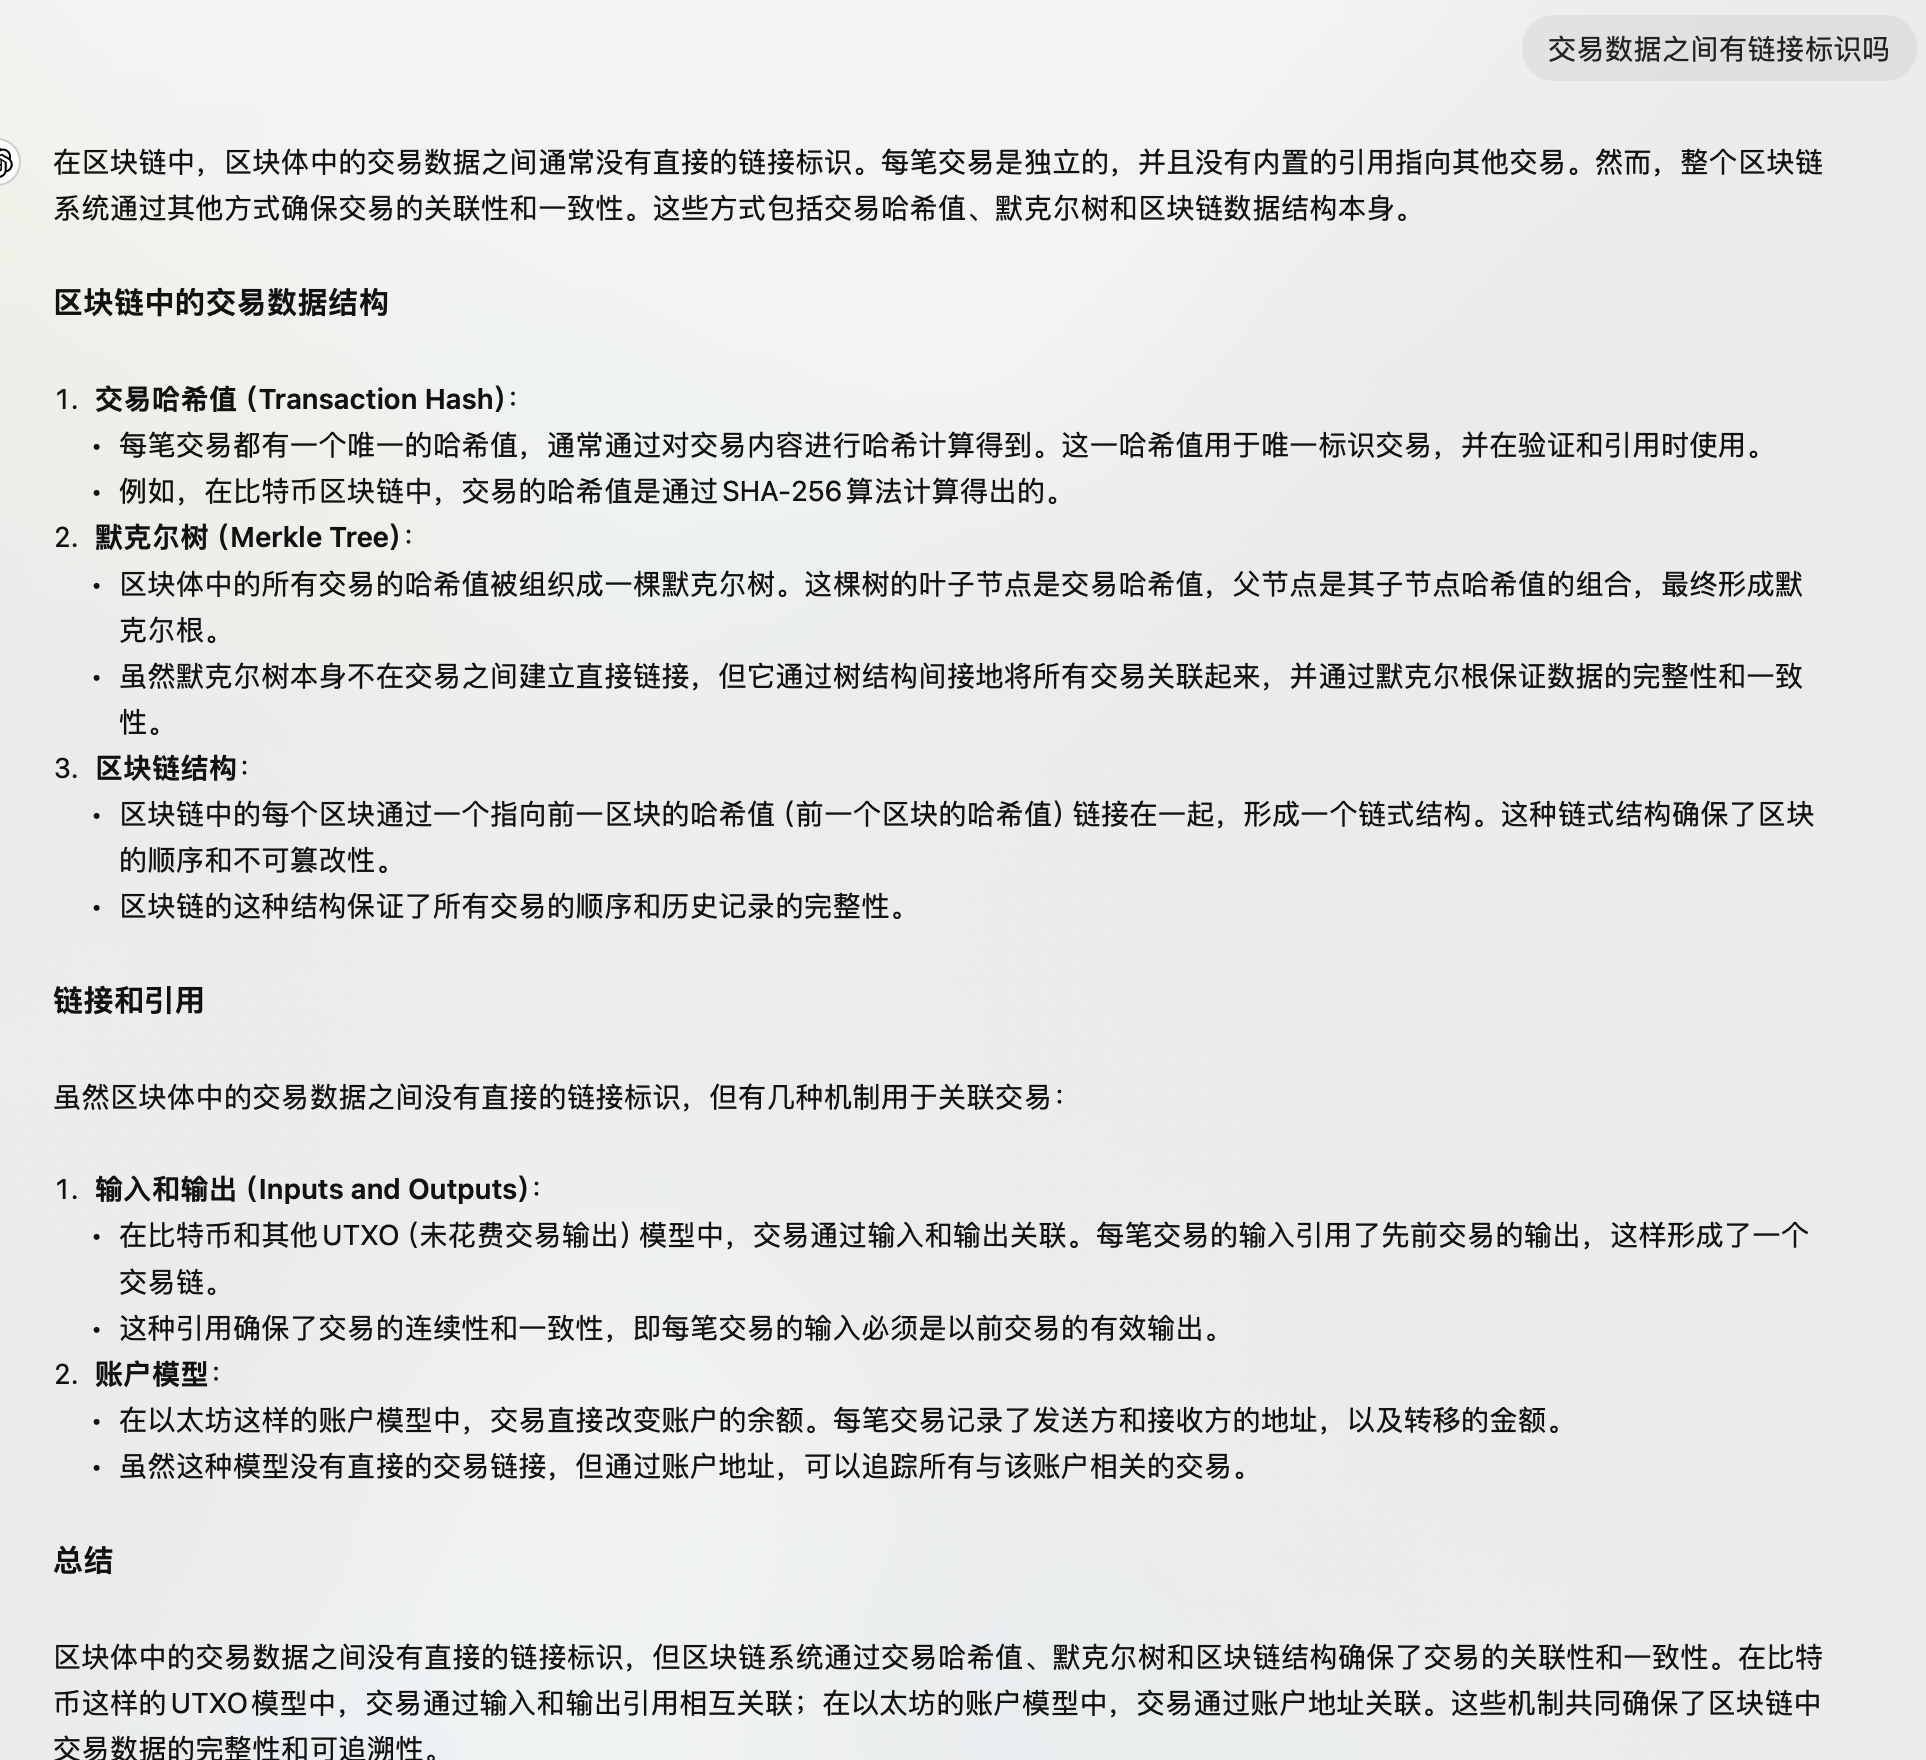 交易数据之间有链接标识吗
在区块链中，区块体中的交易数据之间通常没有直接的链接标识。每笔交易是独立的，并且没有内置的引用指向其他交易。然而，整个区块链
系统通过其他方式确保交易的关联性和一致性。这些方式包括交易哈希值、默克尔树和区块链数据结构本身。
区块链中的交易数据结构
1. 交易哈希值（Transaction Hash）：
• 每笔交易都有一个唯一的哈希值，通常通过对交易内容进行哈希计算得到。这一哈希值用于唯一标识交易，并在验证和引用时使用。
• 例如，在比特币区块链中，交易的哈希值是通过SHA-256算法计算得出的。
2. 默克尔树（Merkle Tree）：
• 区块体中的所有交易的哈希值被组织成一棵默克尔树。这棵树的叶子节点是交易哈希值，父节点是其子节点哈希值的组合，最终形成默
克尔根。
• 虽然默克尔树本身不在交易之间建立直接链接，但它通过树结构间接地将所有交易关联起来，并通过默克尔根保证数据的完整性和一致
性。
3. 区块链结构：
• 区块链中的每个区块通过一个指向前一区块的哈希值（前一个区块的哈希值）链接在一起，形成一个链式结构。这种链式结构确保了区块
的顺序和不可篡改性。
• 区块链的这种结构保证了所有交易的顺序和历史记录的完整性。
链接和引用
虽然区块体中的交易数据之间没有直接的链接标识，但有几种机制用于关联交易：
1. 输入和输出（Inputs and Outputs）：
• 在比特币和其他UTXO（未花费交易输出）模型中，交易通过输入和输出关联。每笔交易的输入引用了先前交易的输出，这样形成了一个
交易链。
• 这种引用确保了交易的连续性和一致性，即每笔交易的输入必须是以前交易的有效输出。
2. 账户模型：
• 在以太坊这样的账户模型中，交易直接改变账户的余额。每笔交易记录了发送方和接收方的地址，以及转移的金额。
• 虽然这种模型没有直接的交易链接，但通过账户地址，可以追踪所有与该账户相关的交易。
总结
区块体中的交易数据之间没有直接的链接标识，但区块链系统通过交易哈希值、默克尔树和区块链结构确保了交易的关联性和一致性。在比特
币这样的UTXO模型中，交易通过输入和输出引用相互关联；在以太坊的账户模型中，交易通过账户地址关联。这些机制共同确保了区块链中
交易数据的完整性和可追溯性。